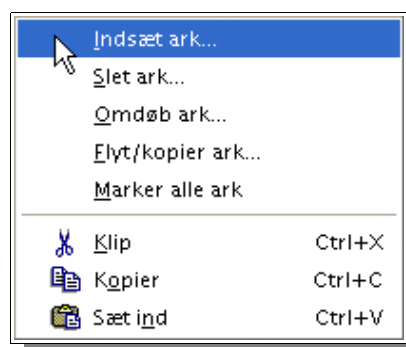 Indsæt ark...
Slet ark...
Omdøb ark...
Flyt/kopier ark...
Marker alle ark
Klip Ctrl+X
Kopier Ctrl+C
Sæt ind Ctrl+V